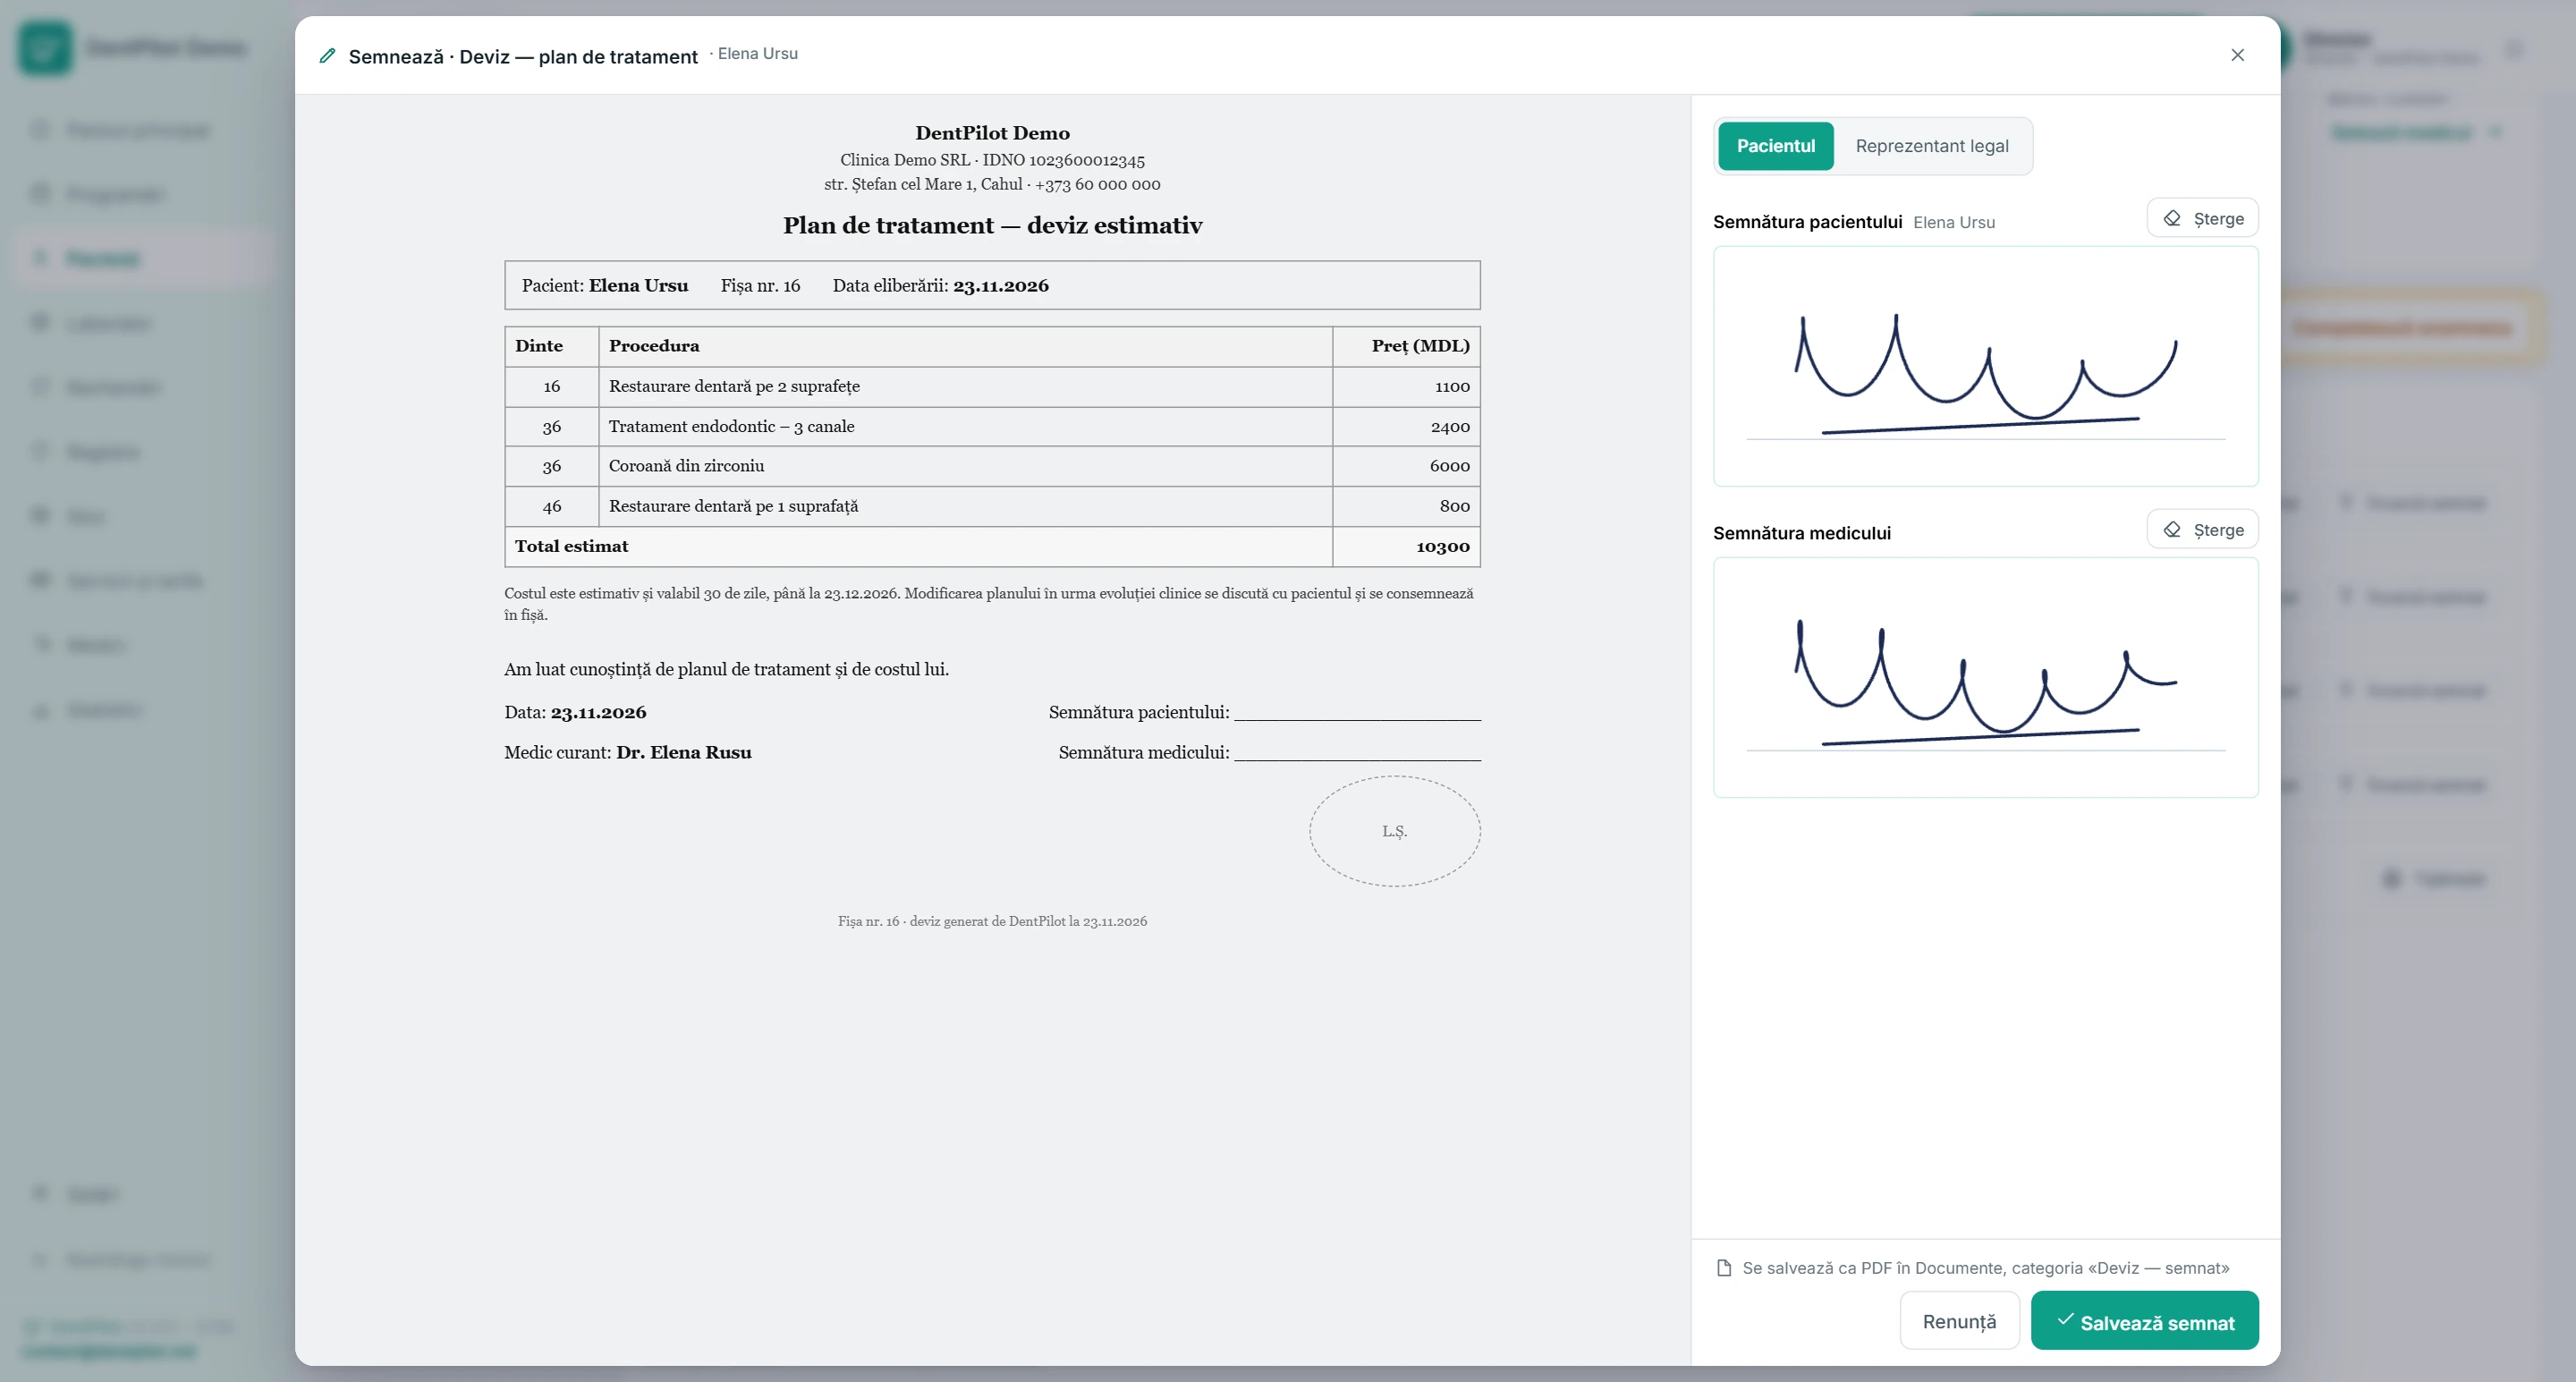 Semnează · Deviz — plan de tratament · Elena Ursu
DentPilot Demo
Clinica Demo SRL · IDNO 1023600012345
str. Ștefan cel Mare 1, Cahul · +373 60 000 000
Plan de tratament — deviz estimativ
Pacient: Elena Ursu Fișa nr. 16 Data eliberării: 23.11.2026
Dinte Procedura Preț (MDL)
16 Restaurare dentară pe 2 suprafețe 1100
36 Tratament endodontic – 3 canale 2400
36 Coroană din zirconiu 6000
46 Restaurare dentară pe 1 suprafață 800
Total estimat 10300
Costul este estimativ și valabil 30 de zile, până la 23.12.2026. Modificarea planului în urma evoluției clinice se discută cu pacientul și se consemnează
în fișă.
Am luat cunoștință de planul de tratament și de costul lui.
Data: 23.11.2026 Semnătura pacientului: ______________________
Medic curant: Dr. Elena Rusu Semnătura medicului: ______________________
L.Ș.
Fișa nr. 16 · deviz generat de DentPilot la 23.11.2026
Pacientul Reprezentant legal
Semnătura pacientului Elena Ursu Șterge
Semnătura medicului Șterge
Se salvează ca PDF în Documente, categoria «Deviz — semnat»
Renunță Salvează semnat